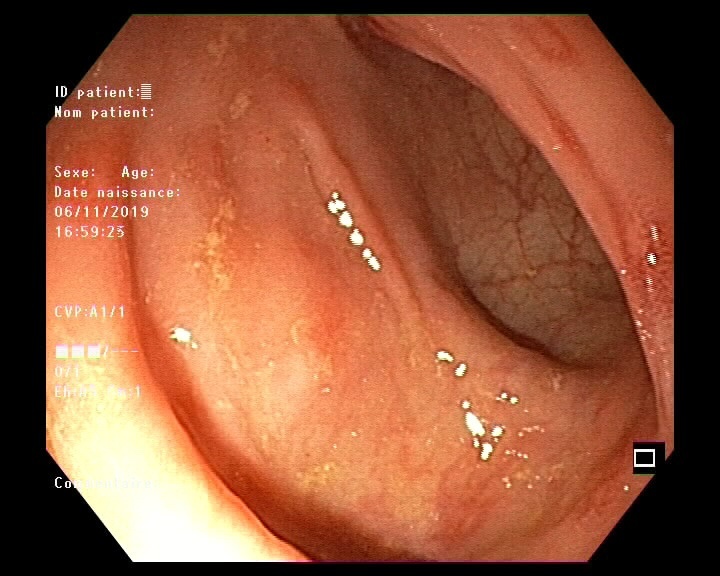 ID patient:
Nom patient:
Sexe: Age:
Date naissance:
06/11/2019
16:59:25
CVP:A1/1
0/1